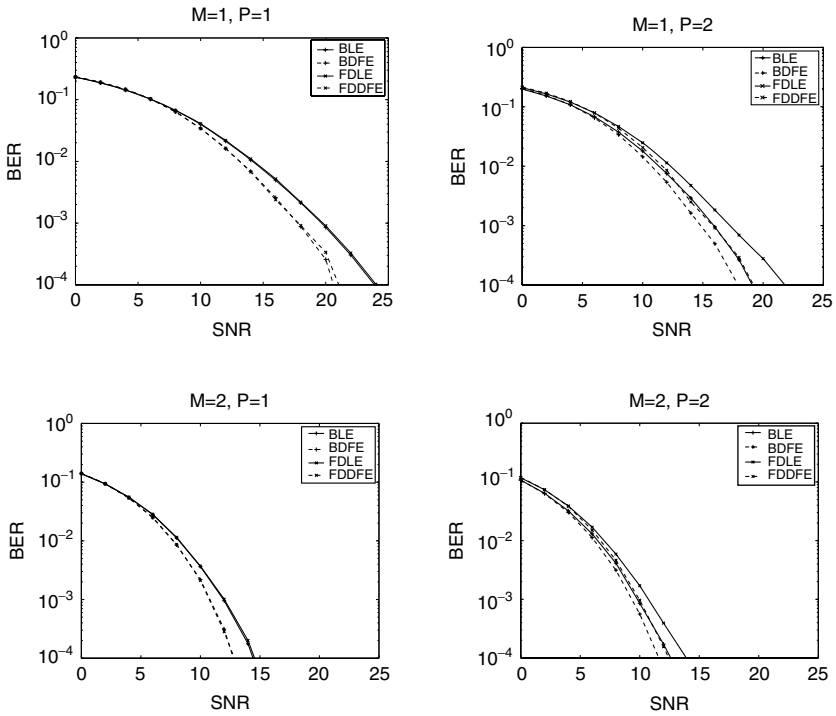 M=1, P=1
10^0
10^−1
10^−2
10^−3
10^−4
BER
0 5 10 15 20 25
SNR
BLE
BDFE
FDLE
FDDFE
M=1, P=2
10^0
10^−1
10^−2
10^−3
10^−4
BER
0 5 10 15 20 25
SNR
BLE
BDFE
FDLE
FDDFE
M=2, P=1
10^0
10^−1
10^−2
10^−3
10^−4
BER
0 5 10 15 20 25
SNR
BLE
BDFE
FDLE
FDDFE
M=2, P=2
10^0
10^−1
10^−2
10^−3
10^−4
BER
0 5 10 15 20 25
SNR
BLE
BDFE
FDLE
FDDFE